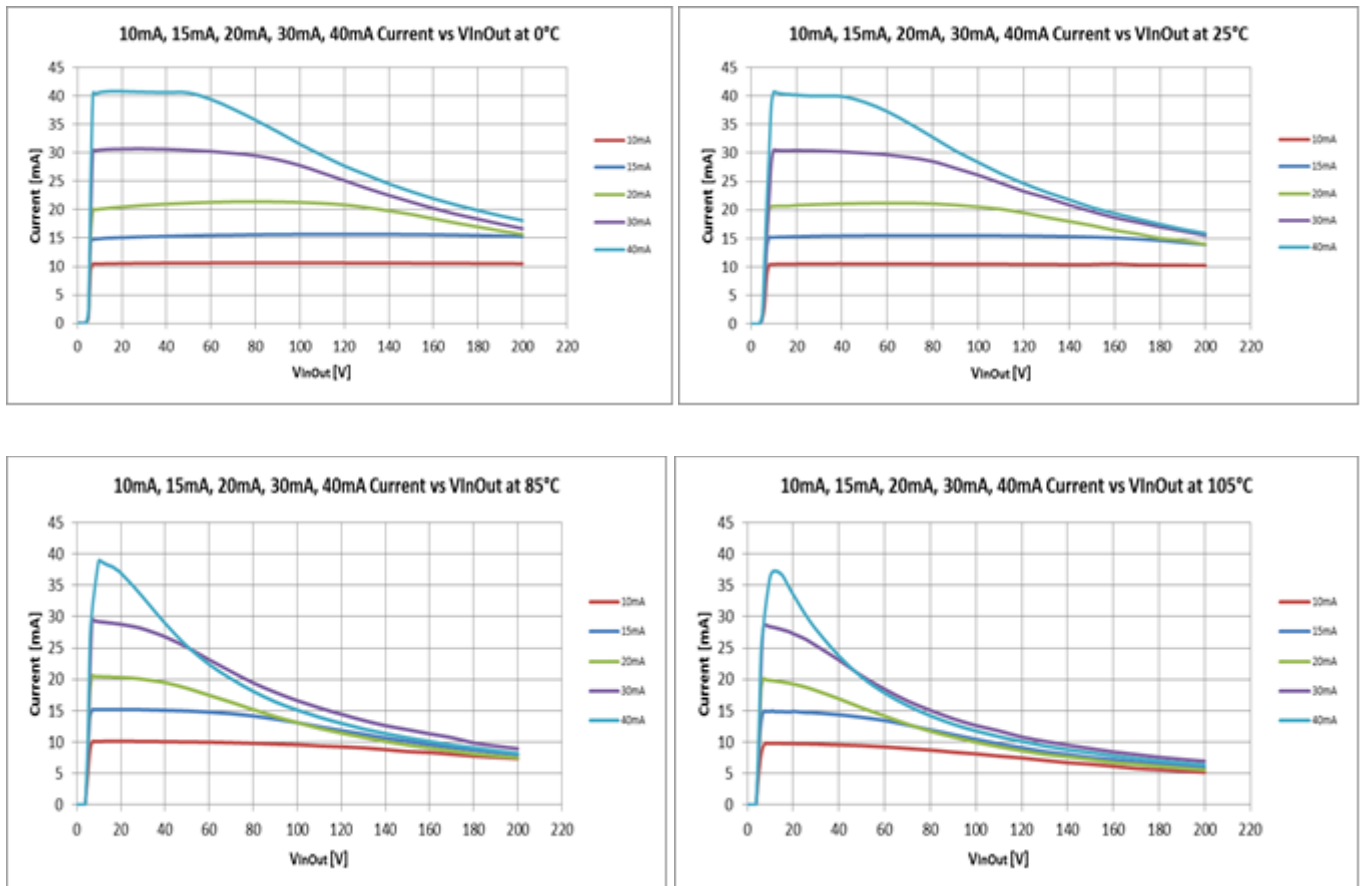 10mA, 15mA, 20mA, 30mA, 40mA Current vs VInOut at 0°C
45
40
35
30
25
20
15
10
5
0
Current [mA]
0 20 40 60 80 100 120 140 160 180 200 220
VInOut [V]
10mA
15mA
20mA
30mA
40mA
10mA, 15mA, 20mA, 30mA, 40mA Current vs VInOut at 25°C
45
40
35
30
25
20
15
10
5
0
Current [mA]
0 20 40 60 80 100 120 140 160 180 200 220
VInOut [V]
10mA
15mA
20mA
30mA
40mA
10mA, 15mA, 20mA, 30mA, 40mA Current vs VInOut at 85°C
45
40
35
30
25
20
15
10
5
0
Current [mA]
0 20 40 60 80 100 120 140 160 180 200 220
VInOut [V]
10mA
15mA
20mA
30mA
40mA
10mA, 15mA, 20mA, 30mA, 40mA Current vs VInOut at 105°C
45
40
35
30
25
20
15
10
5
0
Current [mA]
0 20 40 60 80 100 120 140 160 180 200 220
VInOut [V]
10mA
15mA
20mA
30mA
40mA